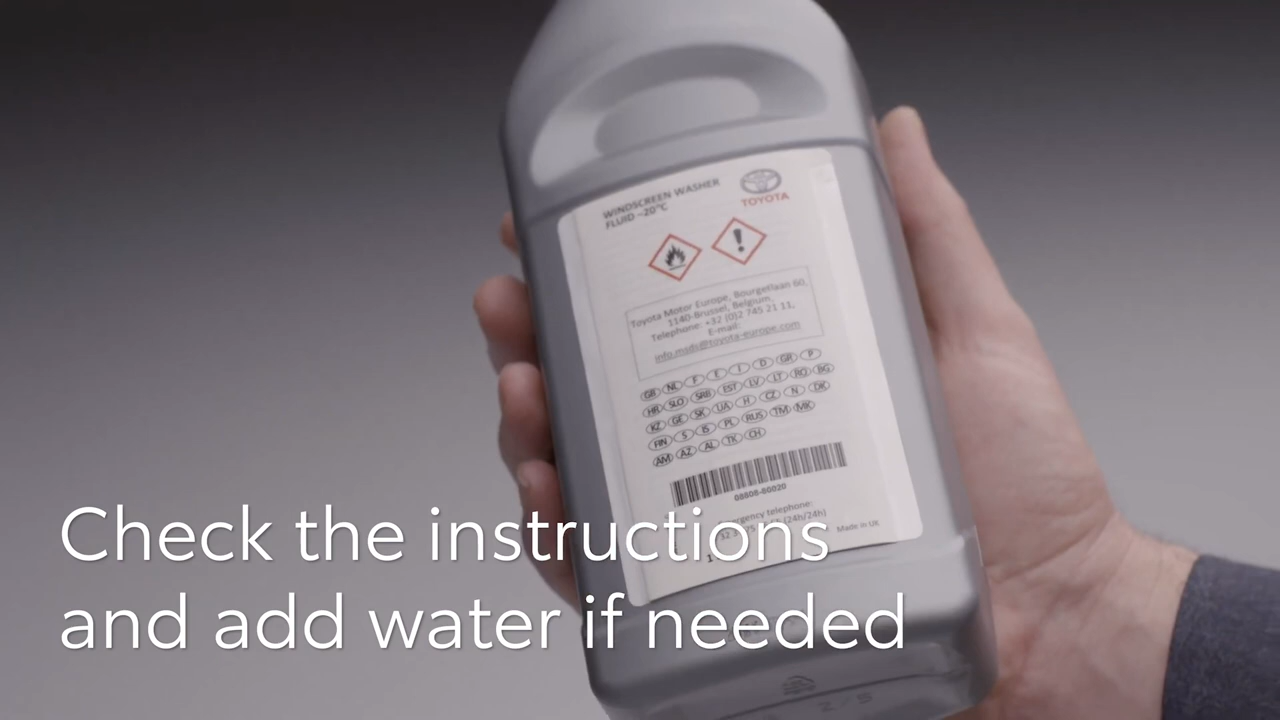 WINDSCREEN WASHER
FLUID -20°C
TOYOTA
Toyota Motor Europe, Bourgetlaan 60,
1140-Brussel, Belgium,
Telephone: +32 (0)2 745 21 11,
E-mail:
info.msds@toyota-europe.com
GB NL F E I D GR P
HR SLO SRB EST LV LT RO BG
KZ GE SK UA H CZ N DK
FIN S IS PL RUS TM MK
AM AZ AL TK CH
08808-80020
telephone:
(24h/24)
Made in UK
Check the instructions
and add water if needed